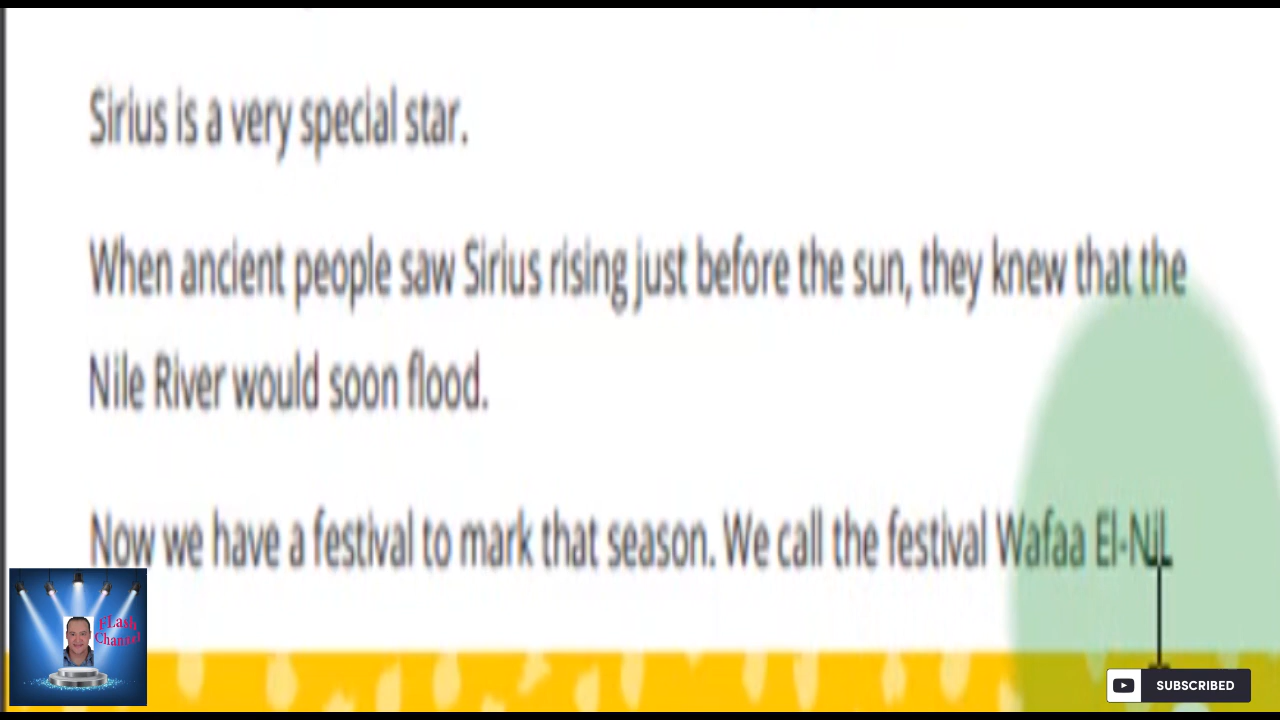 Sirius is a very special star.
When ancient people saw Sirius rising just before the sun, they knew that the
Nile River would soon flood.
Now we have a festival to mark that season. We call the festival Wafaa El-NiL
FLash
Channel
SUBSCRIBED